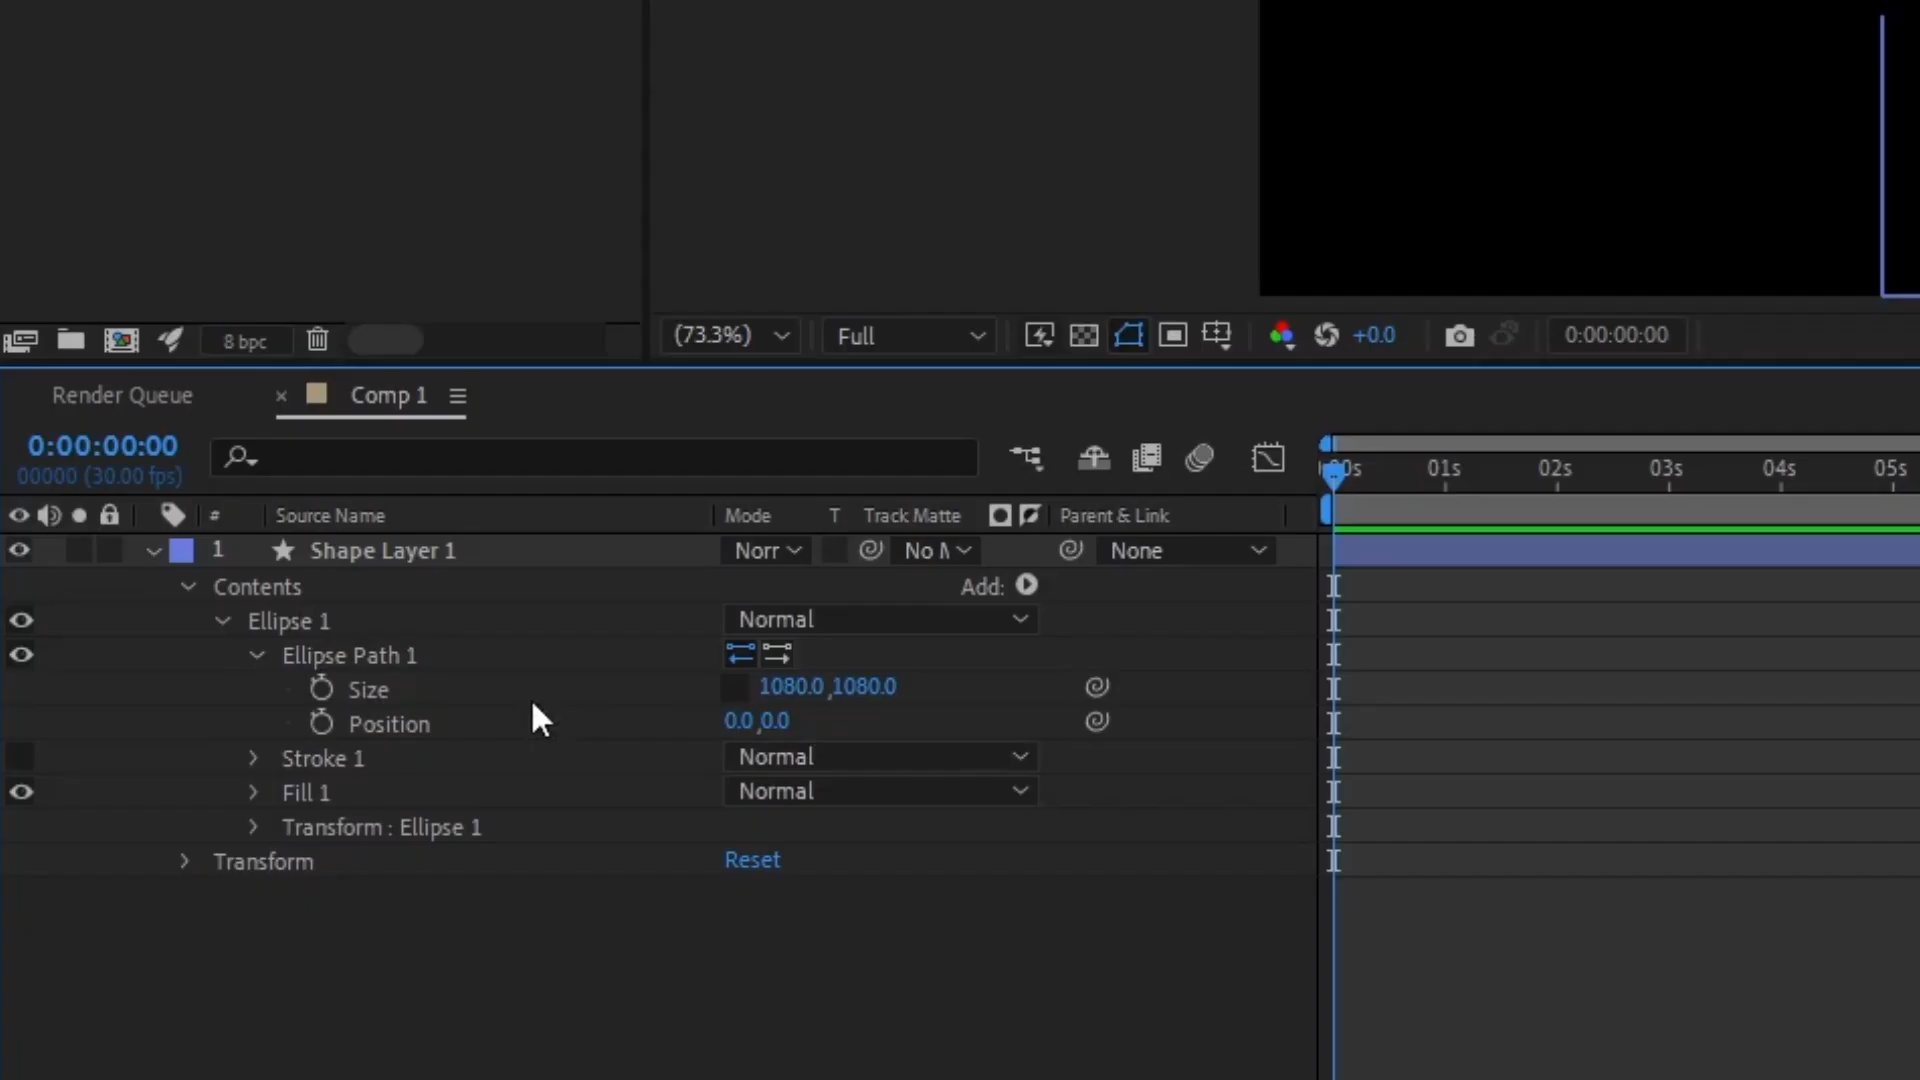 8 bpc
(73.3%) Full +0.0 0:00:00:00
Render Queue × Comp 1
0:00:00:00
00000 (30.00 fps)
01s 02s 03s 04s 05s
# Source Name Mode T Track Matte Parent & Link
1 Shape Layer 1 Norr No M None
Contents Add:
Ellipse 1 Normal
Ellipse Path 1
Size 1080.0,1080.0
Position 0.0,0.0
Stroke 1 Normal
Fill 1 Normal
Transform : Ellipse 1
Transform Reset